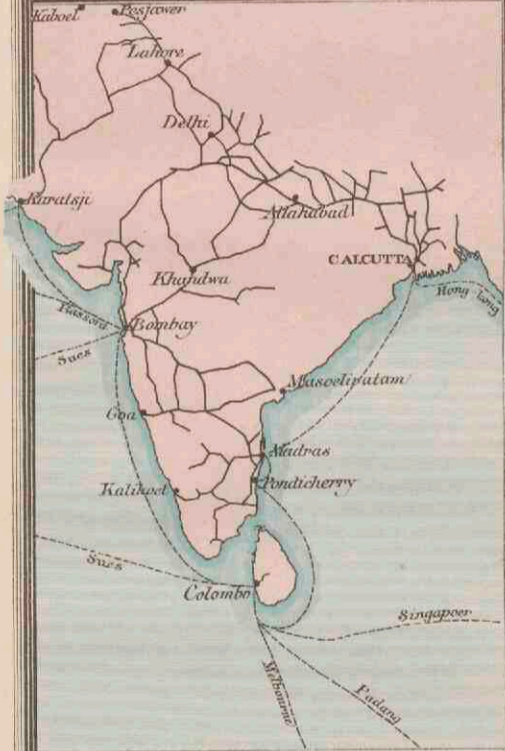 Kaboel
Pesjawer
Lahore
Delhi
Karatsji
Allahabad
CALCUTTA
Khandwa
Hong kong
Bassora
Bombay
Sues
Masoelipatam
Goa
Madras
Kalikoet
Pondicherry
Sues
Colombo
Singapoer
Melbourne
Padang